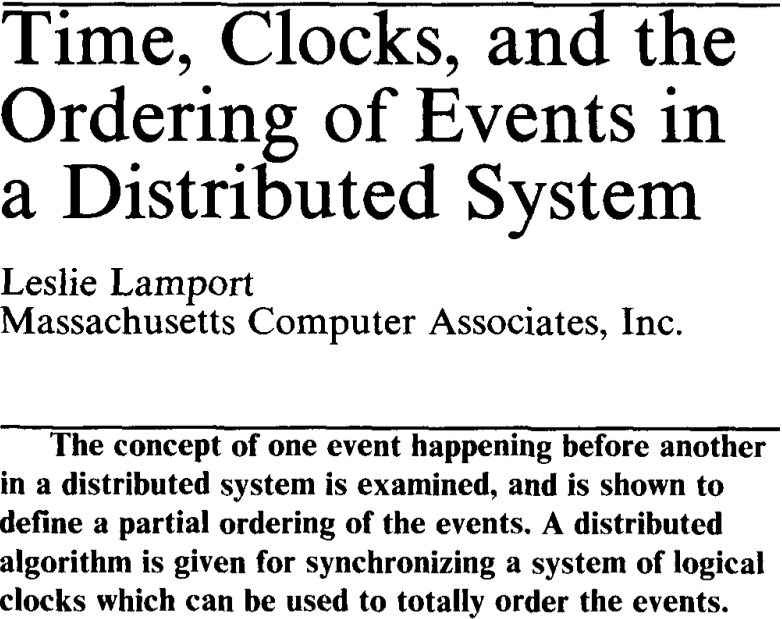 Time, Clocks, and the
Ordering of Events in
a Distributed System
Leslie Lamport
Massachusetts Computer Associates, Inc.
The concept of one event happening before another
in a distributed system is examined, and is shown to
define a partial ordering of the events. A distributed
algorithm is given for synchronizing a system of logical
clocks which can be used to totally order the events.